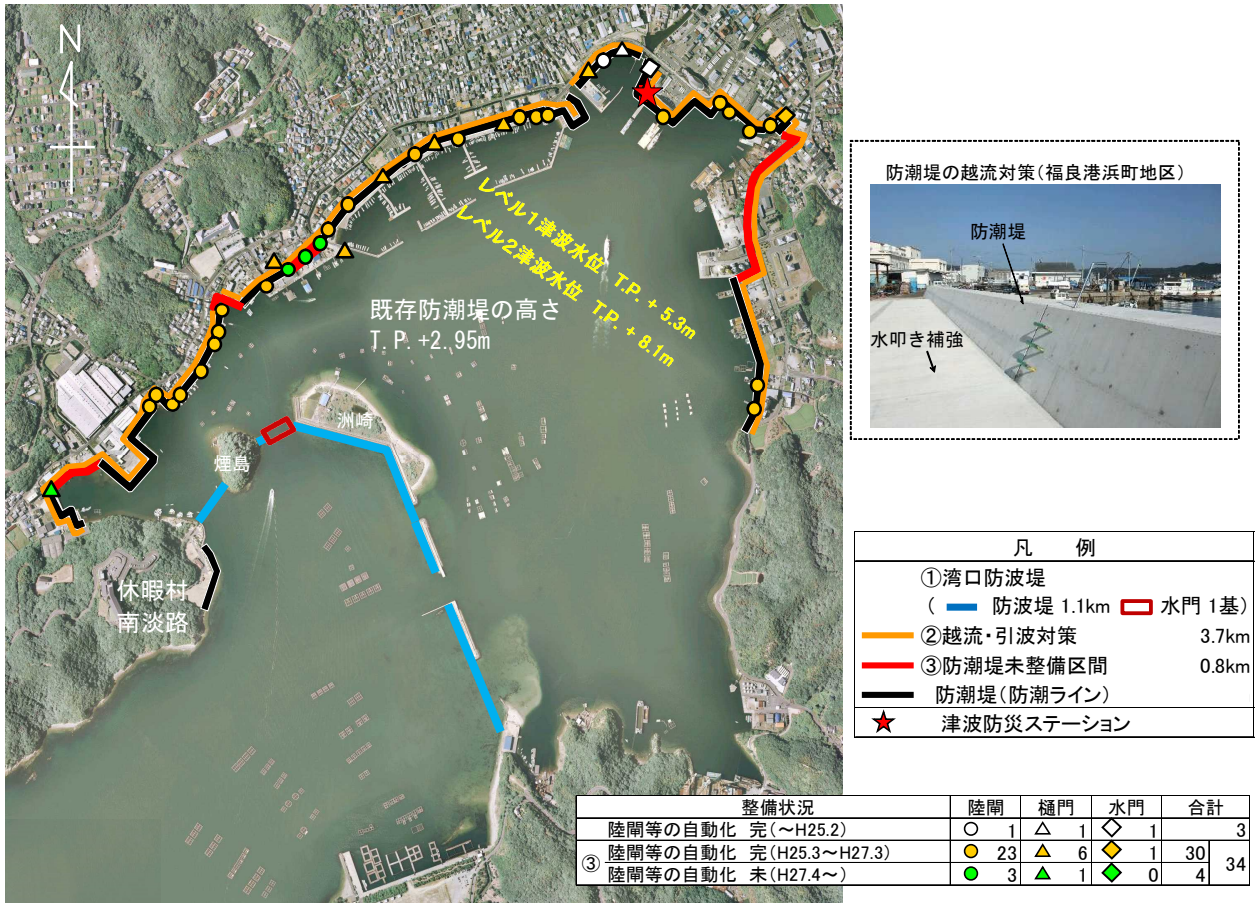 N
レベル1津波水位 T.P. + 5.3m
レベル2津波水位 T.P. + 8.1m
既存防潮堤の高さ
T.P. +2.95m
洲崎
煙島
休暇村
南淡路
防潮堤の越流対策(福良港浜町地区)
防潮堤
水叩き補強
凡 例
①湾口防波堤
( 防波堤 1.1km 水門 1基)
②越流・引波対策 3.7km
③防潮堤未整備区間 0.8km
防潮堤(防潮ライン)
津波防災ステーション
整備状況 陸閘 樋門 水門 合計
陸閘等の自動化 完(~H25.2) 1 1 1 3
③ 陸閘等の自動化 完(H25.3~H27.3) 23 6 1 30 34
陸閘等の自動化 未(H27.4~) 3 1 0 4